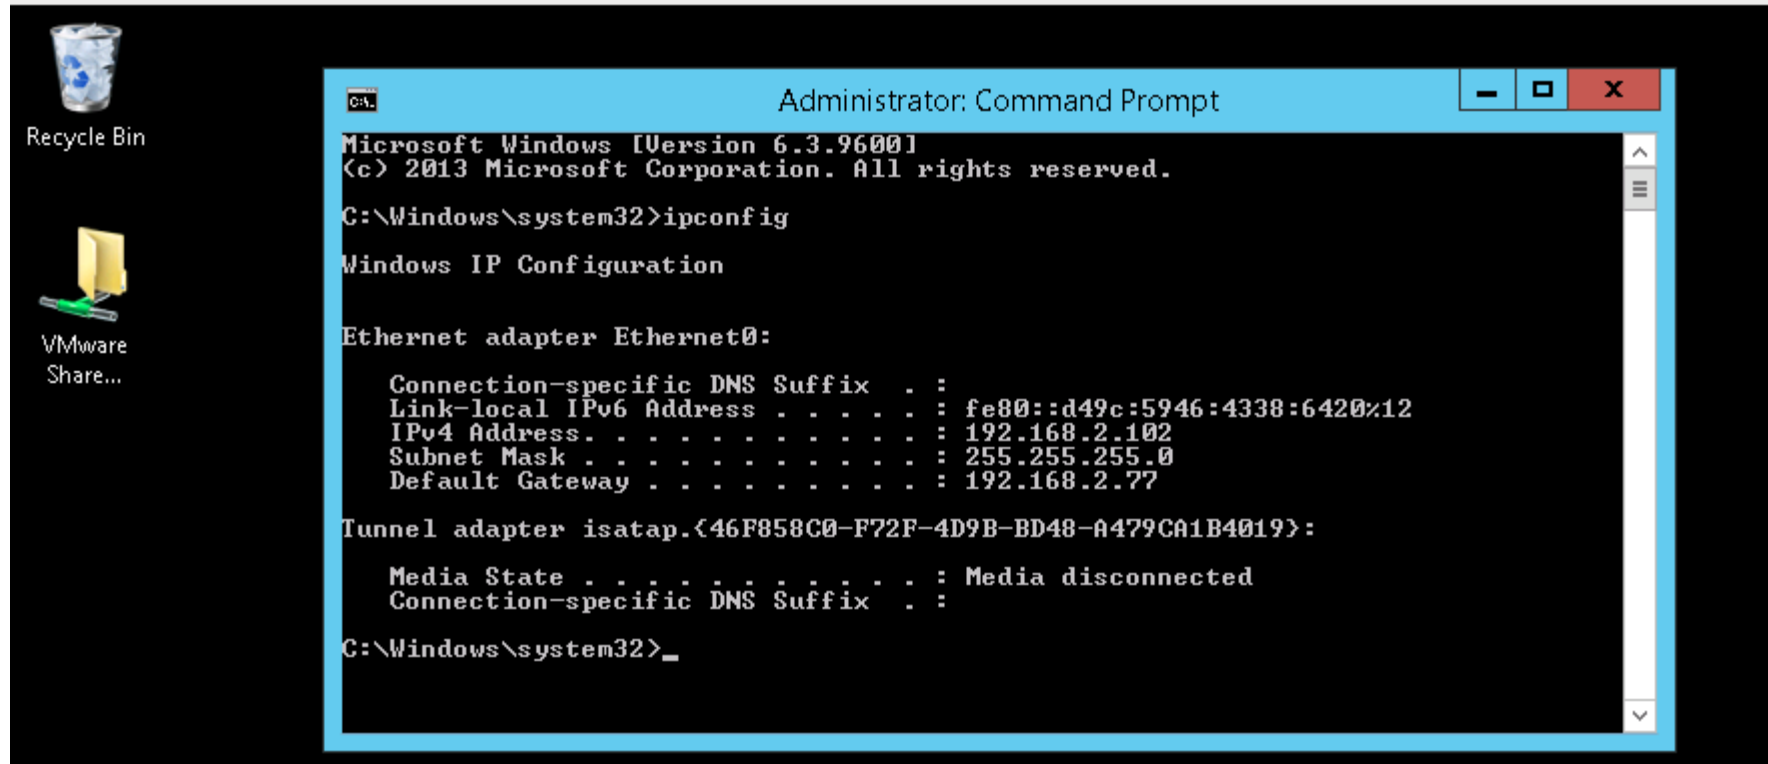 Recycle Bin
VMware
Share...
Administrator: Command Prompt
Microsoft Windows [Version 6.3.9600]
(c) 2013 Microsoft Corporation. All rights reserved.
C:\Windows\system32>ipconfig
Windows IP Configuration
Ethernet adapter Ethernet0:
Connection-specific DNS Suffix  . :
Link-local IPv6 Address . . . . . : fe80::d49c:5946:4338:6420%12
IPv4 Address. . . . . . . . . . . : 192.168.2.102
Subnet Mask . . . . . . . . . . . : 255.255.255.0
Default Gateway . . . . . . . . . : 192.168.2.77
Tunnel adapter isatap.{46F858C0-F72F-4D9B-BD48-A479CA1B4019}:
Media State . . . . . . . . . . . : Media disconnected
Connection-specific DNS Suffix  . :
C:\Windows\system32>_